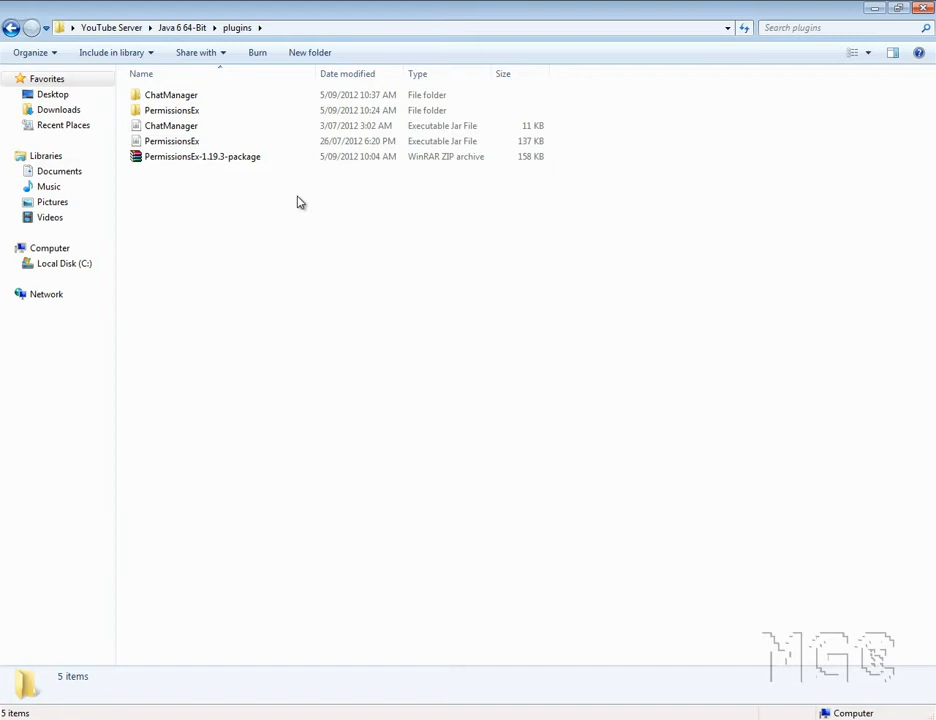 YouTube Server Java 6 64-Bit plugins Search plugins
Organize Include in library Share with Burn New folder
Name Date modified Type Size
Favorites
Desktop
Downloads
Recent Places
Libraries
Documents
Music
Pictures
Videos
Computer
Local Disk (C:)
Network
ChatManager 5/09/2012 10:37 AM File folder
PermissionsEx 5/09/2012 10:24 AM File folder
ChatManager 3/07/2012 3:02 AM Executable Jar File 11 KB
PermissionsEx 26/07/2012 6:20 PM Executable Jar File 137 KB
PermissionsEx-1.19.3-package 5/09/2012 10:04 AM WinRAR ZIP archive 158 KB
MGC
5 items
5 items Computer